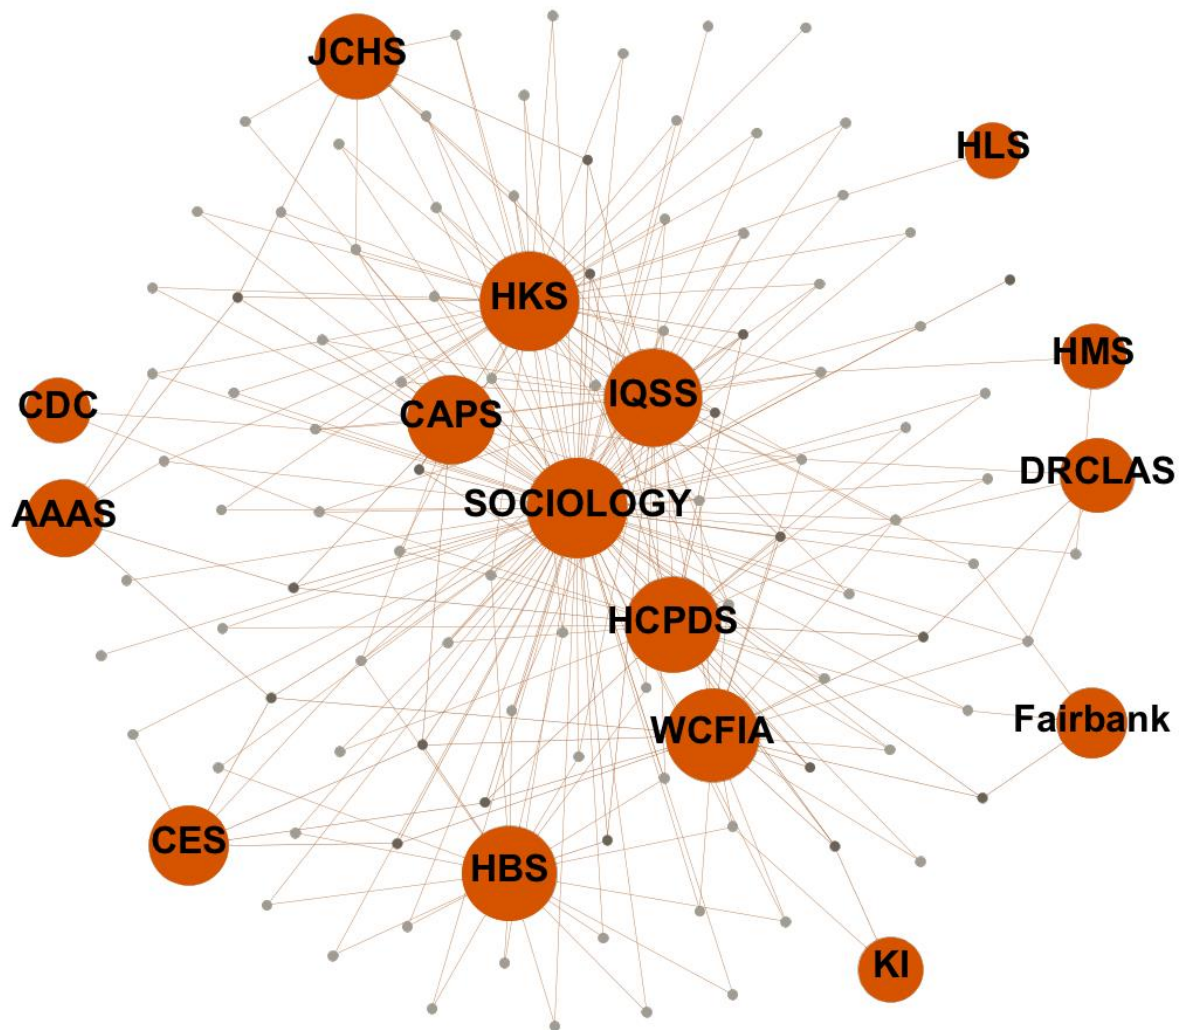 JCHS
HLS
HKS
HMS
IQSS
CDC
CAPS
DRCLAS
SOCIOLOGY
AAAS
HCPDS
Fairbank
WCFIA
CES
HBS
KI